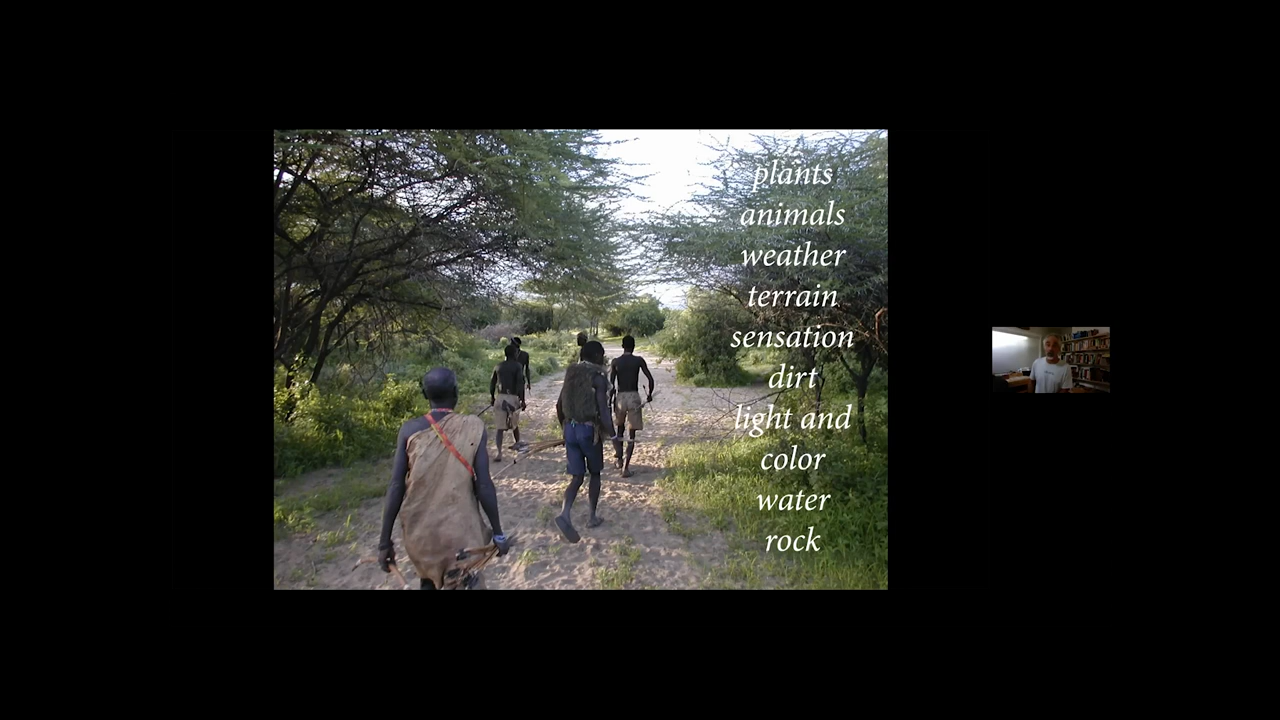 plants
animals
weather
terrain
sensation
dirt
light and
color
water
rock